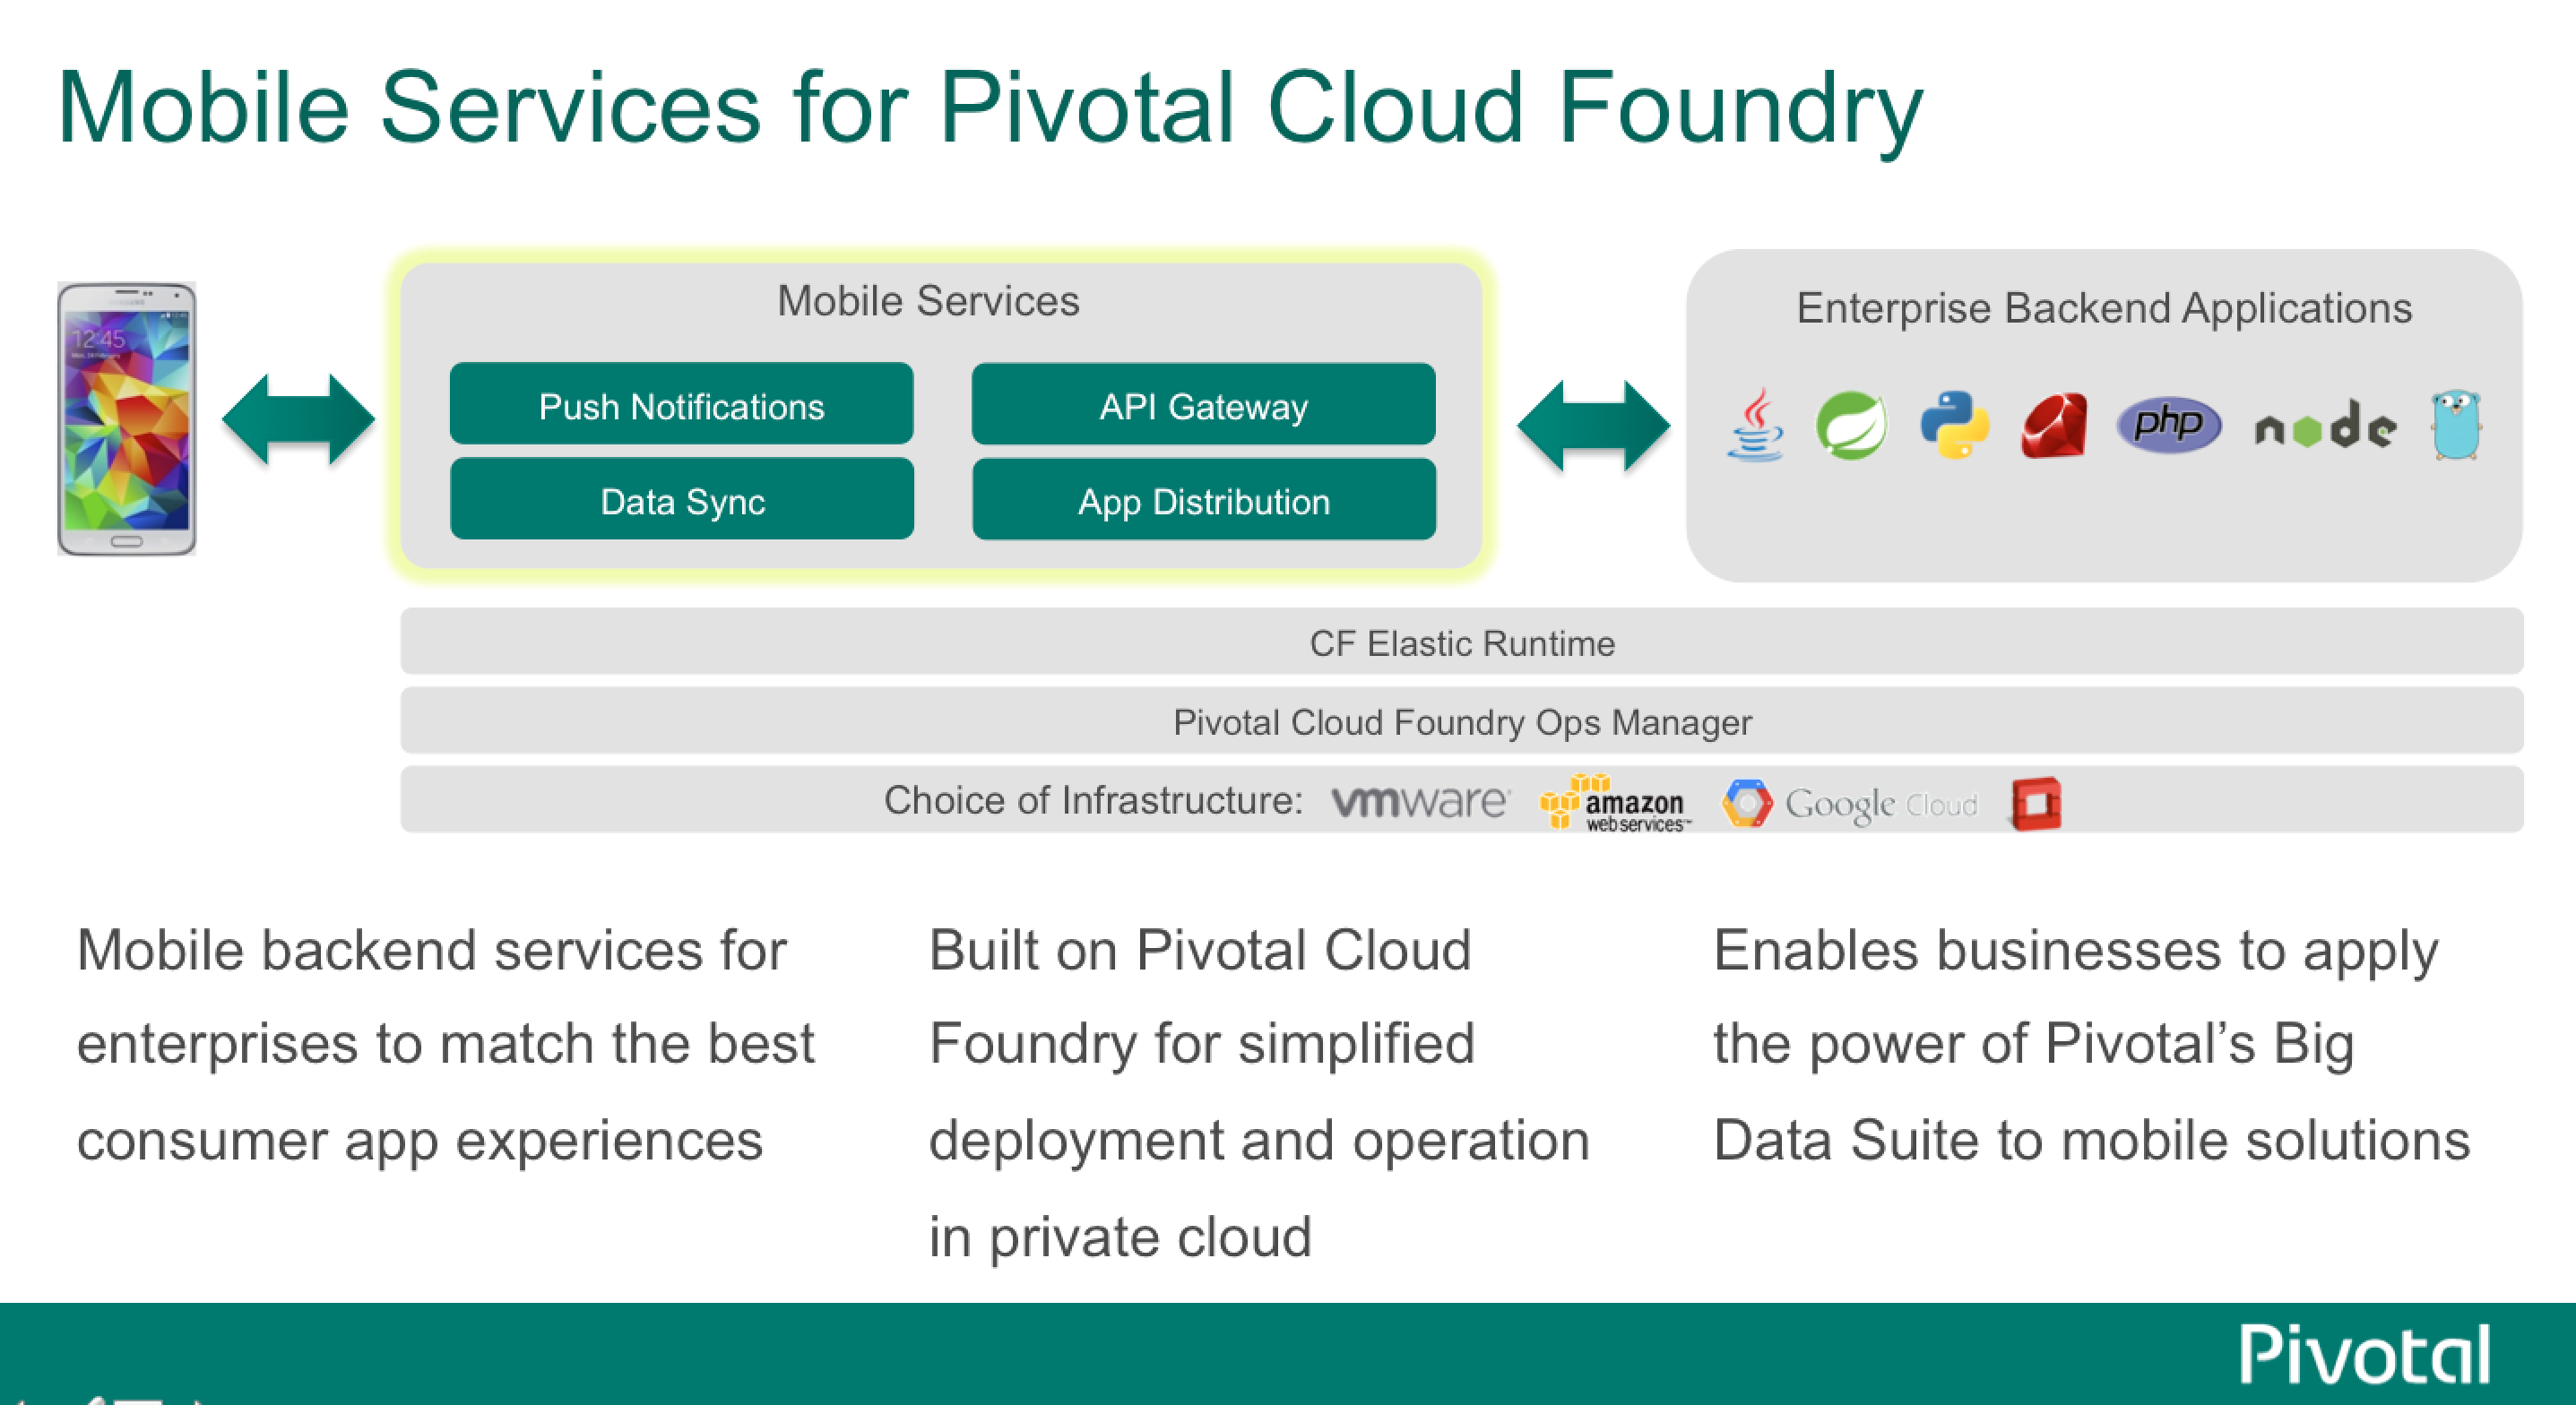 Mobile Services for Pivotal Cloud Foundry
12:45
Mobile Services
Push Notifications
API Gateway
Data Sync
App Distribution
Enterprise Backend Applications
php
node
CF Elastic Runtime
Pivotal Cloud Foundry Ops Manager
Choice of Infrastructure: vmware amazon webservices™ Google Cloud
Mobile backend services for
enterprises to match the best
consumer app experiences
Built on Pivotal Cloud
Foundry for simplified
deployment and operation
in private cloud
Enables businesses to apply
the power of Pivotal’s Big
Data Suite to mobile solutions
Pivotal